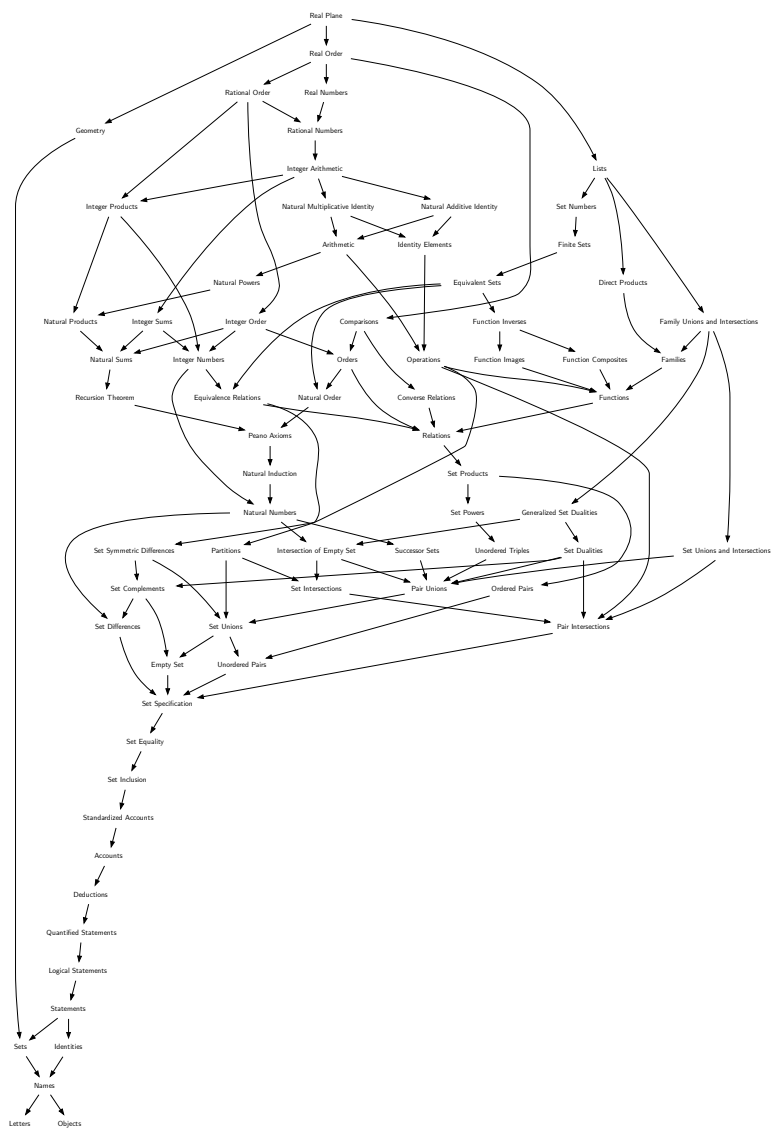 Real Plane
Real Order
Rational Order
Real Numbers
Geometry
Rational Numbers
Integer Arithmetic
Lists
Integer Products
Natural Multiplicative Identity
Natural Additive Identity
Set Numbers
Arithmetic
Identity Elements
Finite Sets
Natural Powers
Equivalent Sets
Direct Products
Natural Products
Integer Sums
Integer Order
Comparisons
Function Inverses
Family Unions and Intersections
Natural Sums
Integer Numbers
Orders
Operations
Function Images
Function Composites
Families
Recursion Theorem
Equivalence Relations
Natural Order
Converse Relations
Functions
Peano Axioms
Relations
Natural Induction
Set Products
Natural Numbers
Set Powers
Generalized Set Dualities
Set Symmetric Differences
Partitions
Intersection of Empty Set
Successor Sets
Unordered Triples
Set Dualities
Set Unions and Intersections
Set Complements
Set Intersections
Pair Unions
Ordered Pairs
Set Differences
Set Unions
Pair Intersections
Empty Set
Unordered Pairs
Set Specification
Set Equality
Set Inclusion
Standardized Accounts
Accounts
Deductions
Quantified Statements
Logical Statements
Statements
Sets
Identities
Names
Letters
Objects